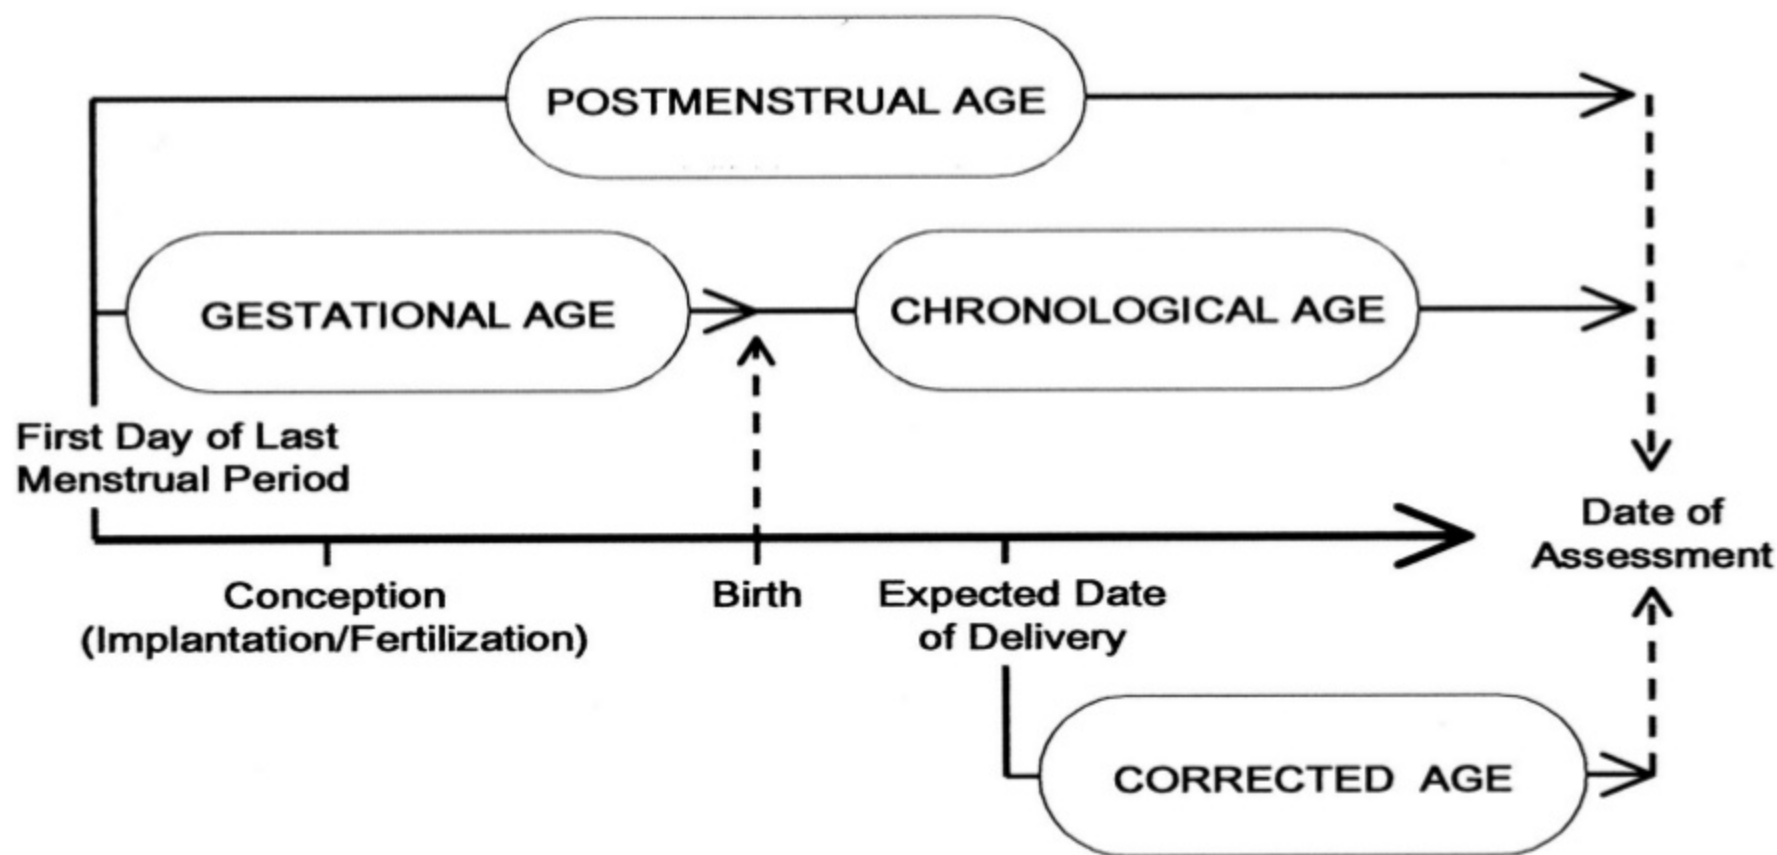 POSTMENSTRUAL AGE
GESTATIONAL AGE
CHRONOLOGICAL AGE
First Day of Last
Menstrual Period
Date of
Assessment
Conception
(Implantation/Fertilization)
Birth
Expected Date
of Delivery
CORRECTED AGE